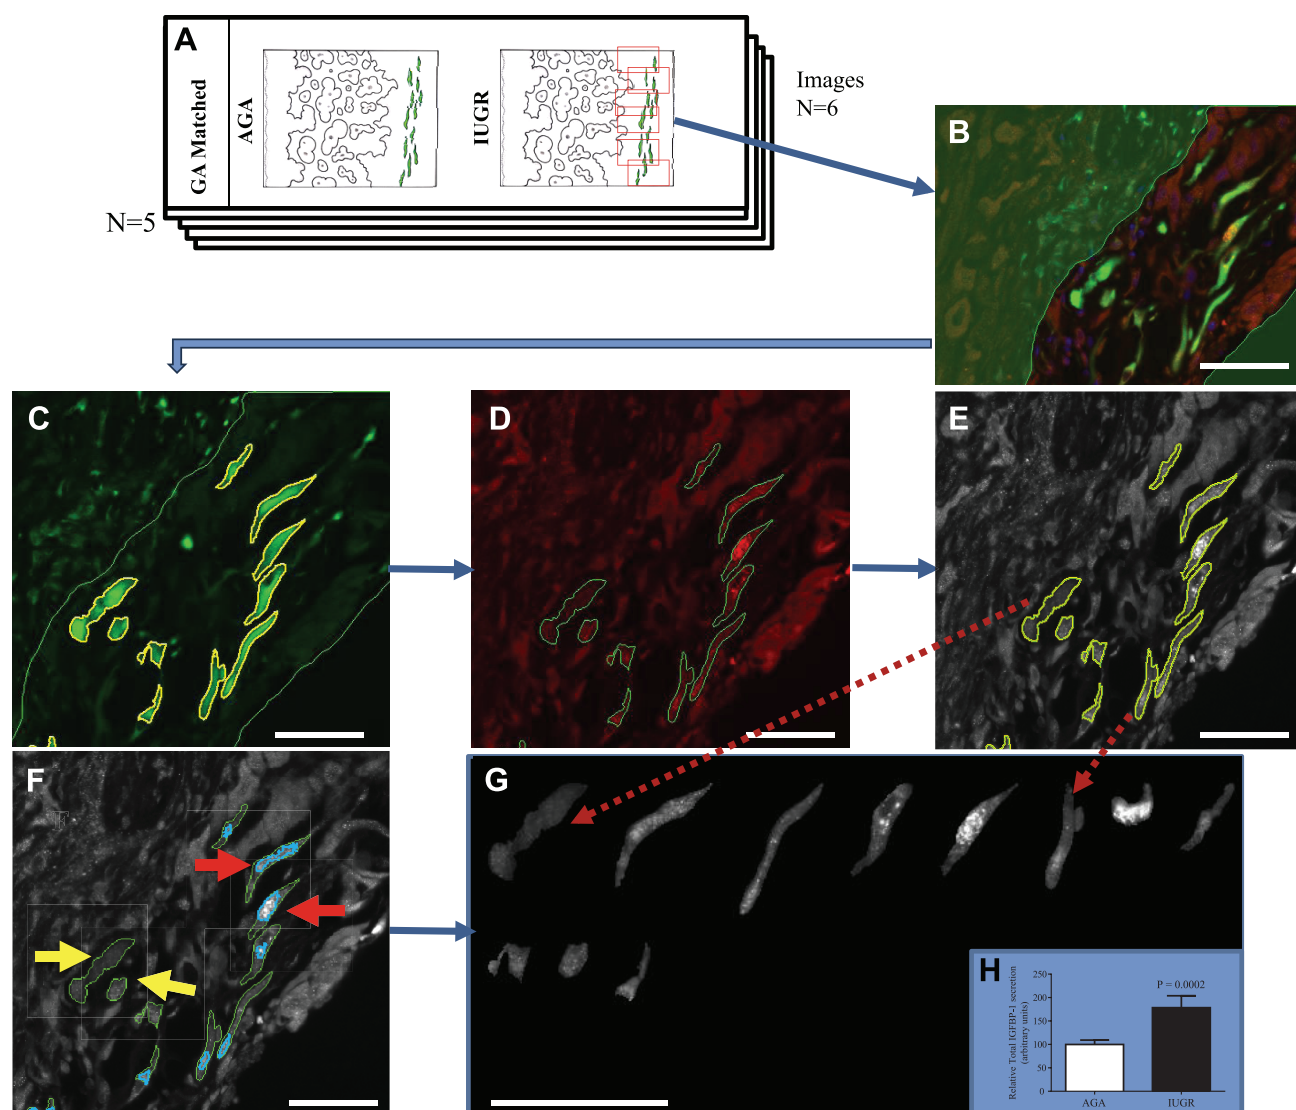 A
GA Matched
AGA
IUGR
N=5
Images
N=6
B
C
D
E
F
G
H
Relative Total IGFBP-1 secretion
(arbitrary units)
250
200
150
100
50
0
P = 0.0002
AGA
IUGR